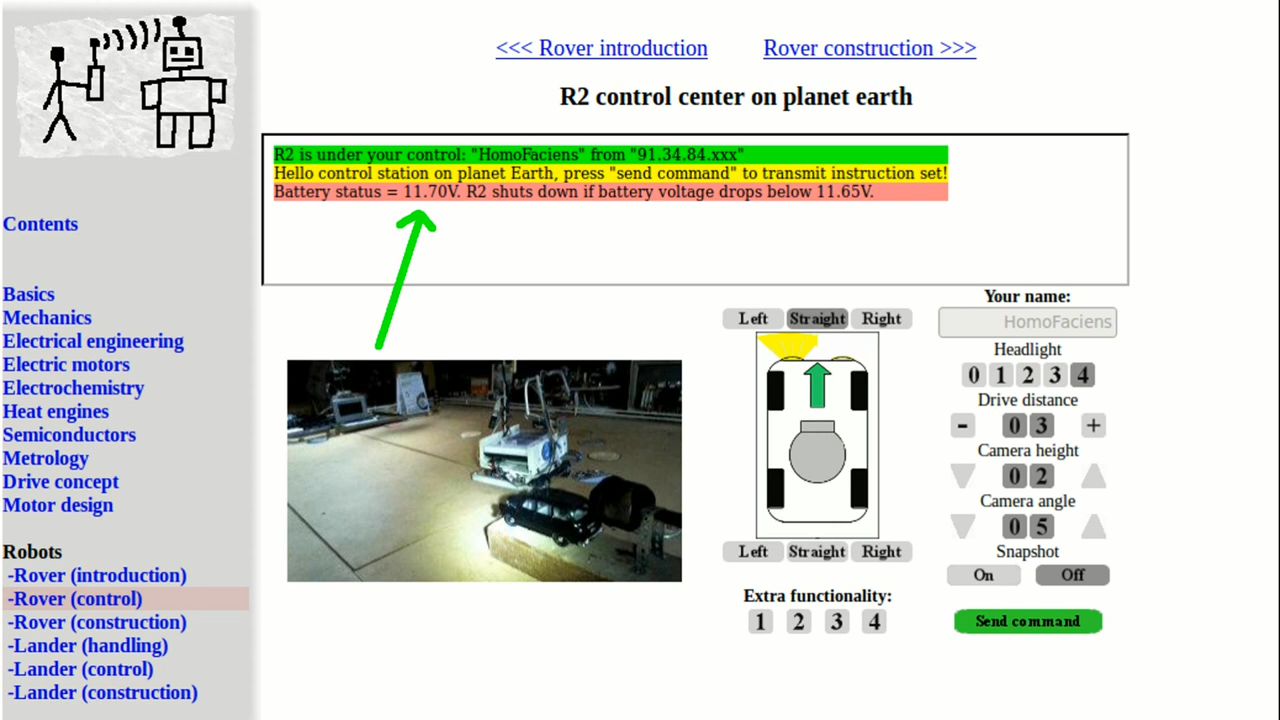 <<< Rover introduction
Rover construction >>>
R2 control center on planet earth
R2 is under your control: "HomoFaciens" from "91.34.84.xxx"
Hello control station on planet Earth, press "send command" to transmit instruction set!
Battery status = 11.70V. R2 shuts down if battery voltage drops below 11.65V.
Contents
Basics
Mechanics
Electrical engineering
Electric motors
Electrochemistry
Heat engines
Semiconductors
Metrology
Drive concept
Motor design
Robots
-Rover (introduction)
-Rover (control)
-Rover (construction)
-Lander (handling)
-Lander (control)
-Lander (construction)
Left Straight Right
Left Straight Right
Extra functionality:
1 2 3 4
Your name:
HomoFaciens
Headlight
0 1 2 3 4
Drive distance
- 0 3 +
Camera height
0 2
Camera angle
0 5
Snapshot
On Off
Send command